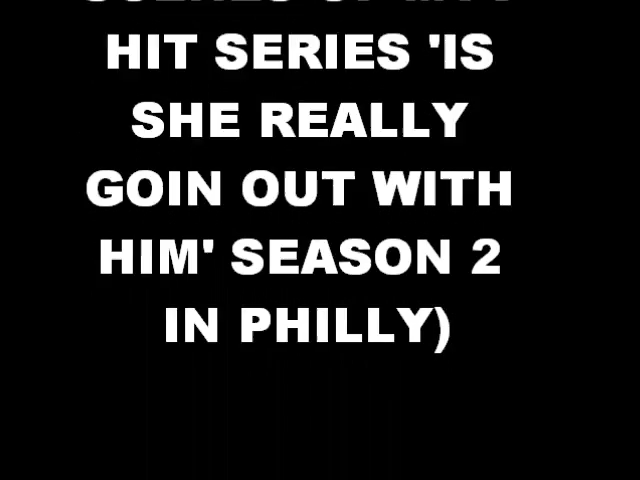 HIT SERIES 'IS
SHE REALLY
GOIN OUT WITH
HIM' SEASON 2
IN PHILLY)